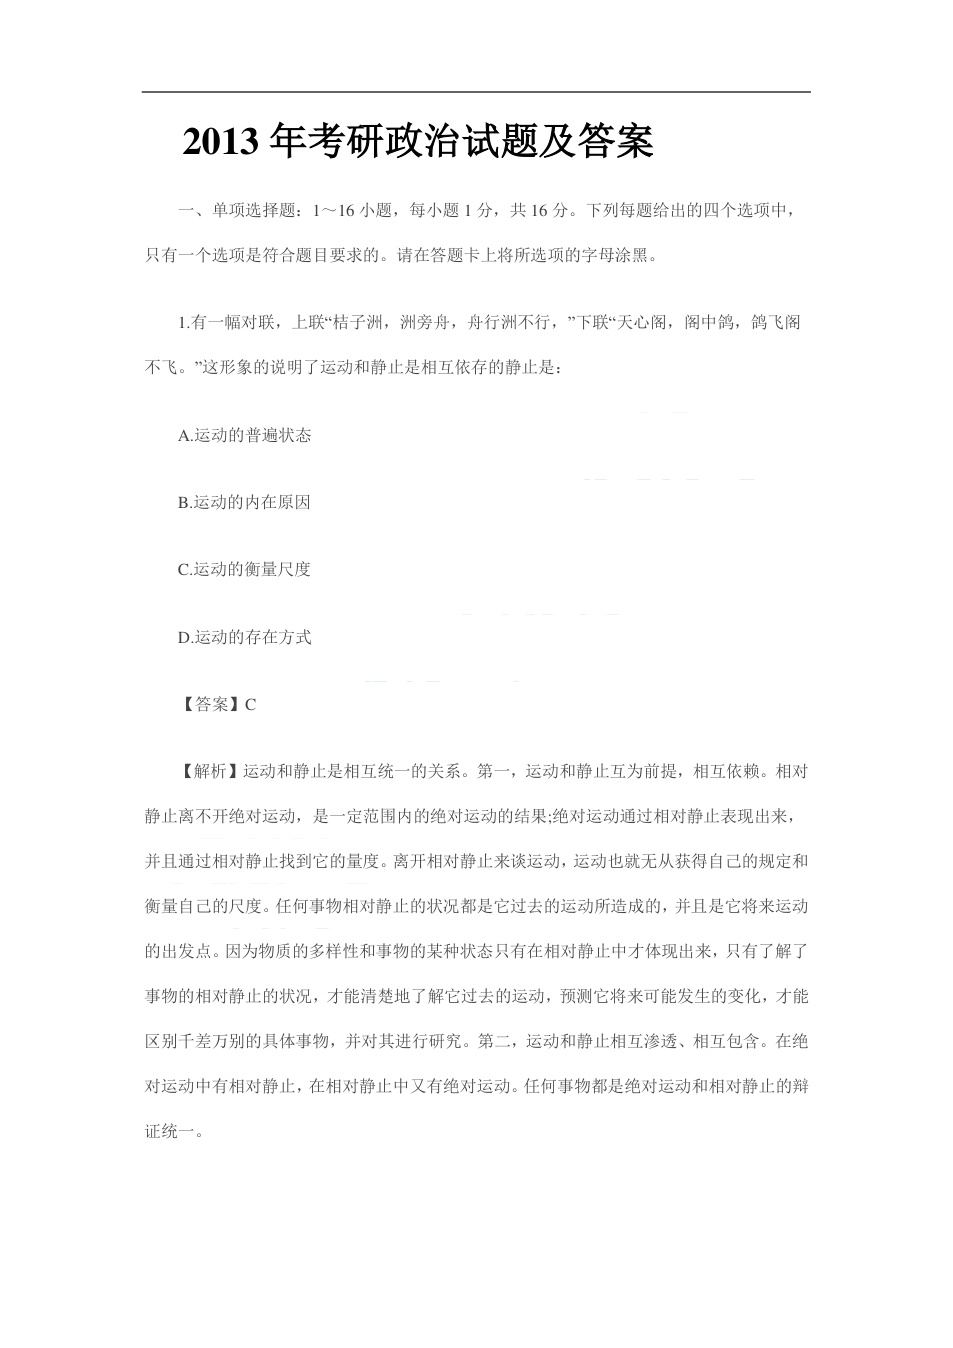 2013 年考研政治试题及答案
一、单项选择题：1～16 小题，每小题 1 分，共 16 分。下列每题给出的四个选项中，
只有一个选项是符合题目要求的。请在答题卡上将所选项的字母涂黑。
1.有一幅对联，上联“桔子洲，洲旁舟，舟行洲不行，”下联“天心阁，阁中鸽，鸽飞阁
不飞。”这形象的说明了运动和静止是相互依存的静止是：
A.运动的普遍状态
B.运动的内在原因
C.运动的衡量尺度
D.运动的存在方式
【答案】C
【解析】运动和静止是相互统一的关系。第一，运动和静止互为前提，相互依赖。相对
静止离不开绝对运动，是一定范围内的绝对运动的结果;绝对运动通过相对静止表现出来，
并且通过相对静止找到它的量度。离开相对静止来谈运动，运动也就无从获得自己的规定和
衡量自己的尺度。任何事物相对静止的状况都是它过去的运动所造成的，并且是它将来运动
的出发点。因为物质的多样性和事物的某种状态只有在相对静止中才体现出来，只有了解了
事物的相对静止的状况，才能清楚地了解它过去的运动，预测它将来可能发生的变化，才能
区别千差万别的具体事物，并对其进行研究。第二，运动和静止相互渗透、相互包含。在绝
对运动中有相对静止，在相对静止中又有绝对运动。任何事物都是绝对运动和相对静止的辩
证统一。